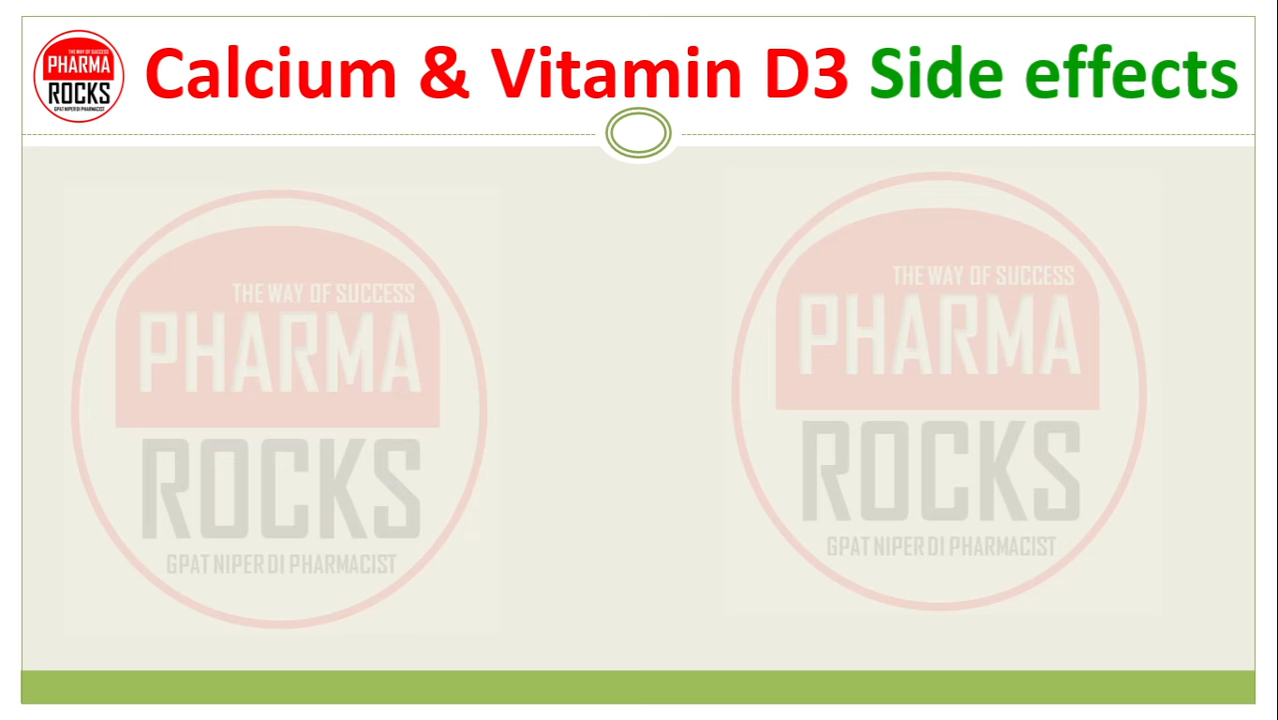 THE WAY OF SUCCESS
PHARMA
ROCKS
GPAT NIPER DI PHARMACIST
Calcium & Vitamin D3 Side effects
THE WAY OF SUCCESS
PHARMA
ROCKS
GPAT NIPER DI PHARMACIST
THE WAY OF SUCCESS
PHARMA
ROCKS
GPAT NIPER DI PHARMACIST